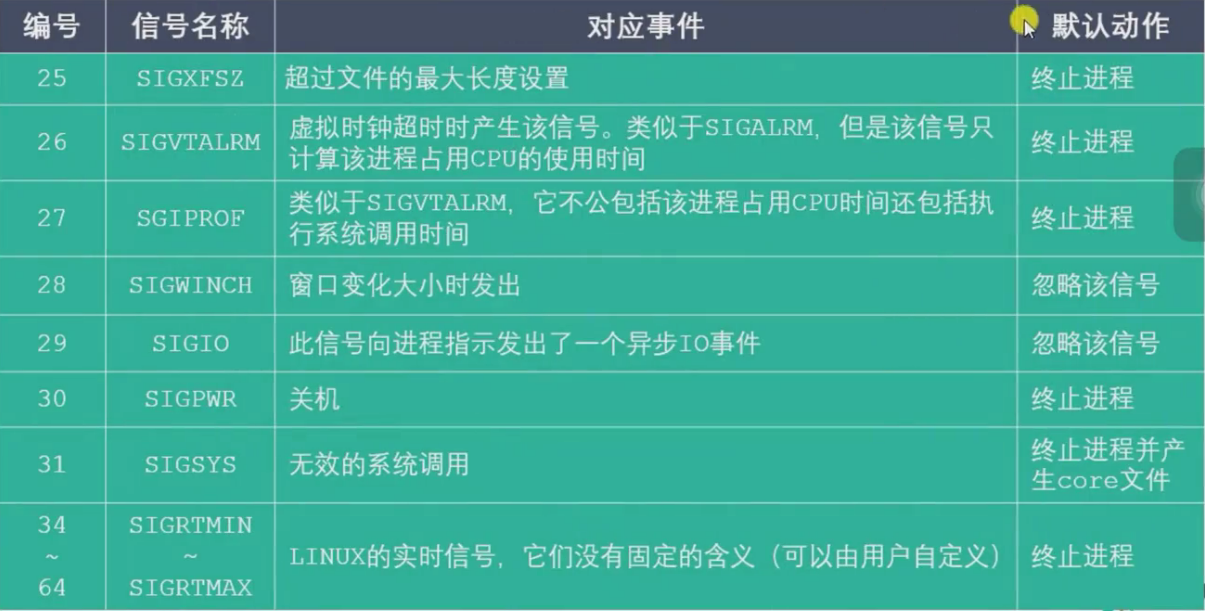 编号 信号名称 对应事件 默认动作
25 SIGXFSZ 超过文件的最大长度设置 终止进程
26 SIGVTALRM 虚拟时钟超时时产生该信号。类似于SIGALRM，但是该信号只
计算该进程占用CPU的使用时间 终止进程
27 SGIPROF 类似于SIGVTALRM，它不公包括该进程占用CPU时间还包括执
行系统调用时间 终止进程
28 SIGWINCH 窗口变化大小时发出 忽略该信号
29 SIGIO 此信号向进程指示发出了一个异步IO事件 忽略该信号
30 SIGPWR 关机 终止进程
31 SIGSYS 无效的系统调用 终止进程并产
生core文件
34 SIGRTMIN
~ ~ LINUX的实时信号，它们没有固定的含义（可以由用户自定义） 终止进程
64 SIGRTMAX